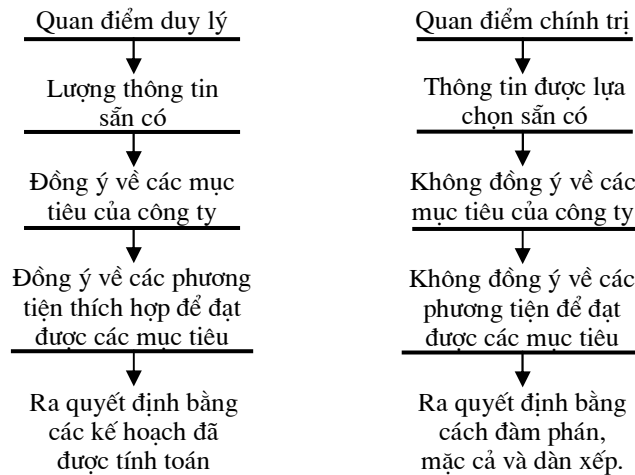 Quan điểm duy lý
Lượng thông tin
sẵn có
Đồng ý về các mục
tiêu của công ty
Đồng ý về các phương
tiện thích hợp để đạt
được các mục tiêu
Ra quyết định bằng
các kế hoạch đã
được tính toán
Quan điểm chính trị
Thông tin được lựa
chọn sẵn có
Không đồng ý về các
mục tiêu của công ty
Không đồng ý về các
phương tiện để đạt
được các mục tiêu
Ra quyết định bằng
cách đàm phán,
mặc cả và dàn xếp.